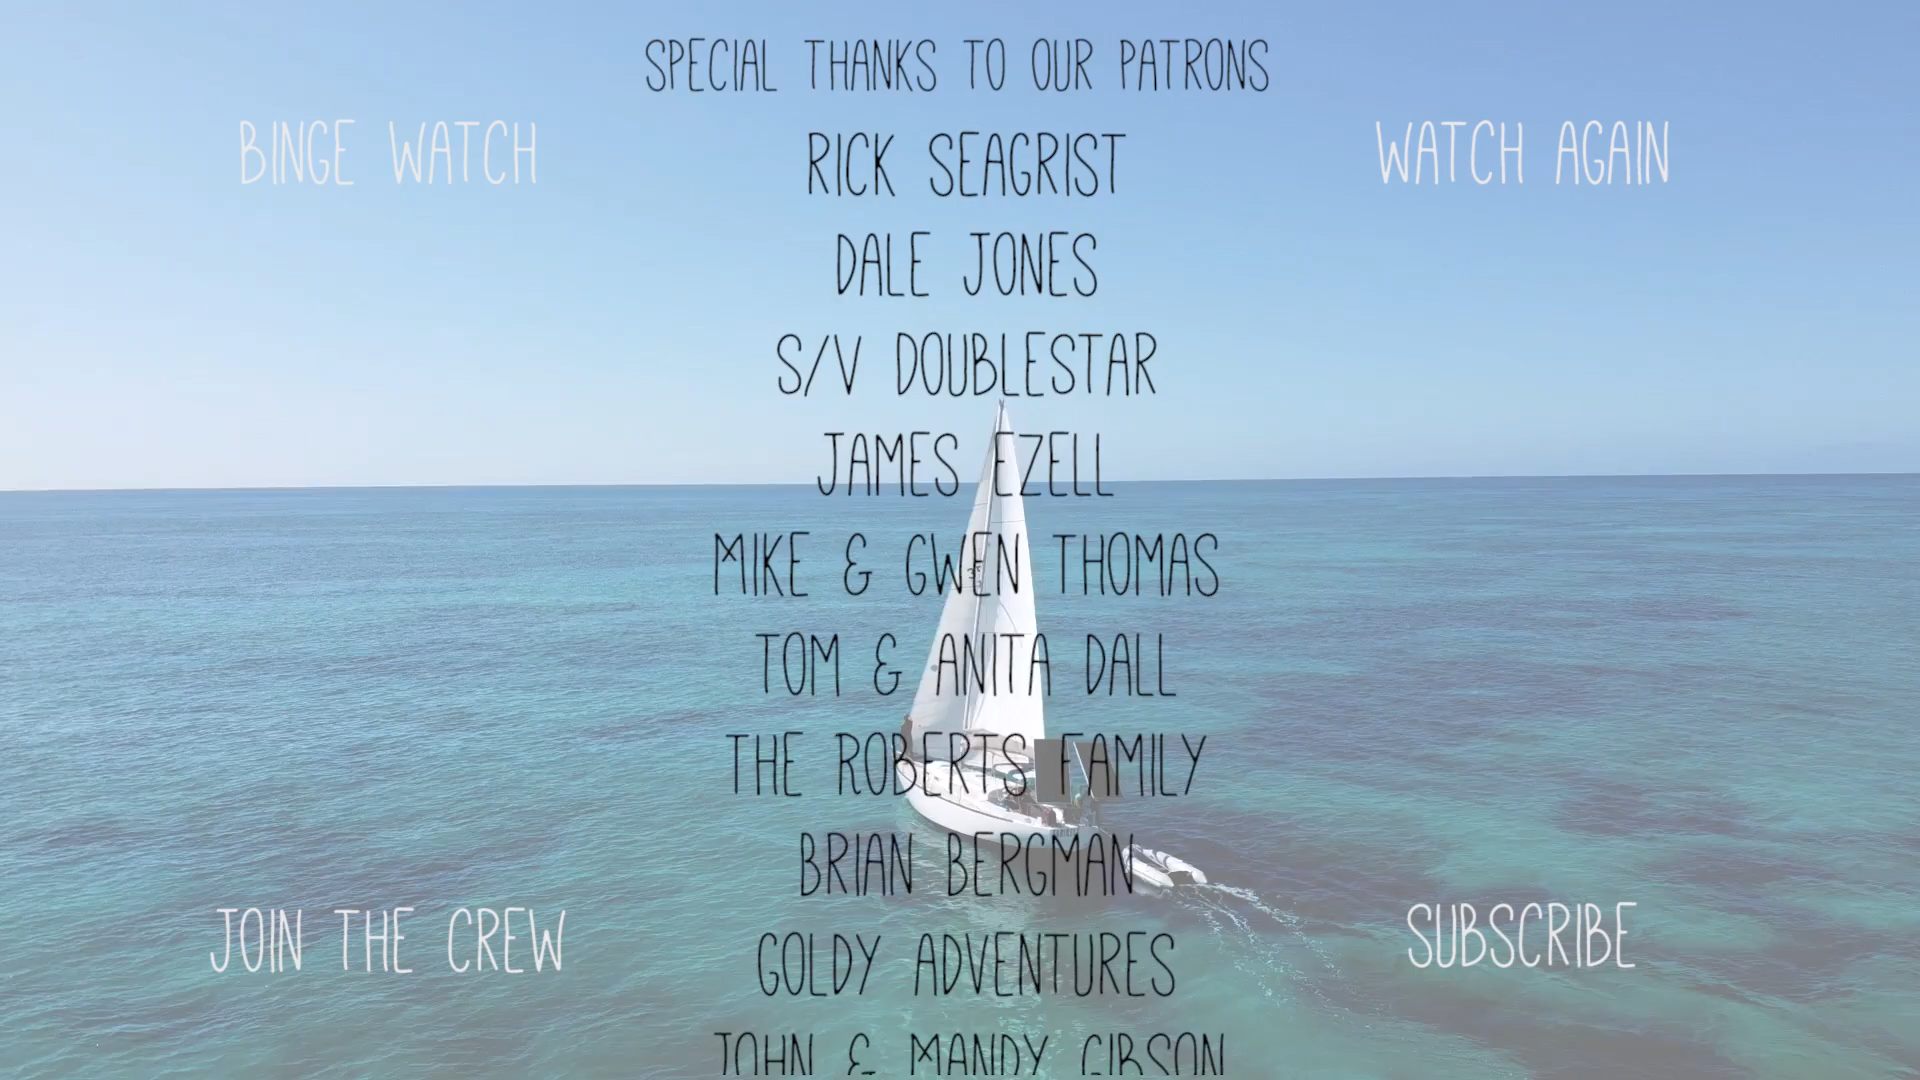 SPECIAL THANKS TO OUR PATRONS
BINGE WATCH
WATCH AGAIN
RICK SEAGRIST
DALE JONES
S/V DOUBLESTAR
JAMES EZELL
MIKE & GWEN THOMAS
TOM & ANITA DALL
THE ROBERTS FAMILY
BRIAN BERGMAN
JOIN THE CREW
SUBSCRIBE
GOLDY ADVENTURES
JOHN & MANDY GIBSON